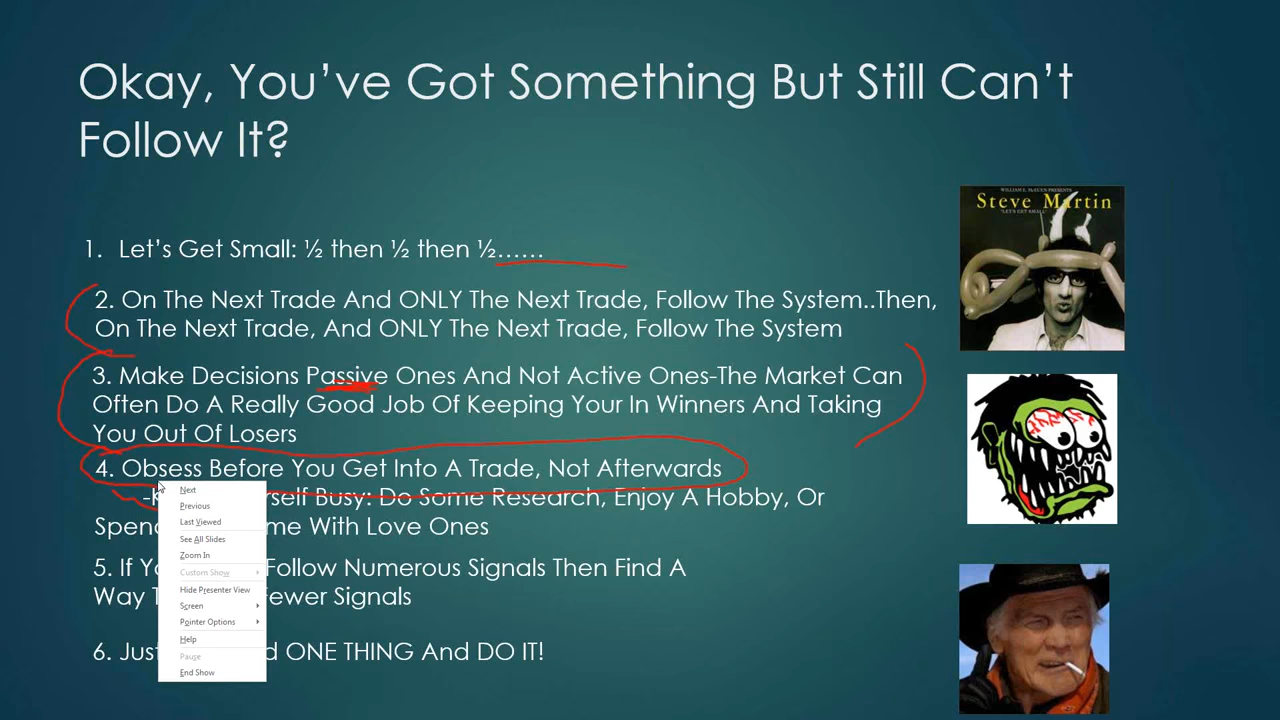 Okay, You’ve Got Something But Still Can’t
Follow It?
1. Let’s Get Small: ½ then ½ then ½......
2. On The Next Trade And ONLY The Next Trade, Follow The System..Then,
On The Next Trade, And ONLY The Next Trade, Follow The System
3. Make Decisions Passive Ones And Not Active Ones-The Market Can
Often Do A Really Good Job Of Keeping Your In Winners And Taking
You Out Of Losers
4. Obsess Before You Get Into A Trade, Not Afterwards
Busy: Do Some Research, Enjoy A Hobby, Or
With Love Ones
5. If Follow Numerous Signals Then Find A
Way Signals
6. ONE THING And DO IT!
Next
Previous
Last Viewed
See All Slides
Zoom In
Custom Show
Hide Presenter View
Screen
Pointer Options
Help
Pause
End Show
WILLIAM E. McEUEN PRESENTS
Steve Martin
"LET'S GET SMALL"